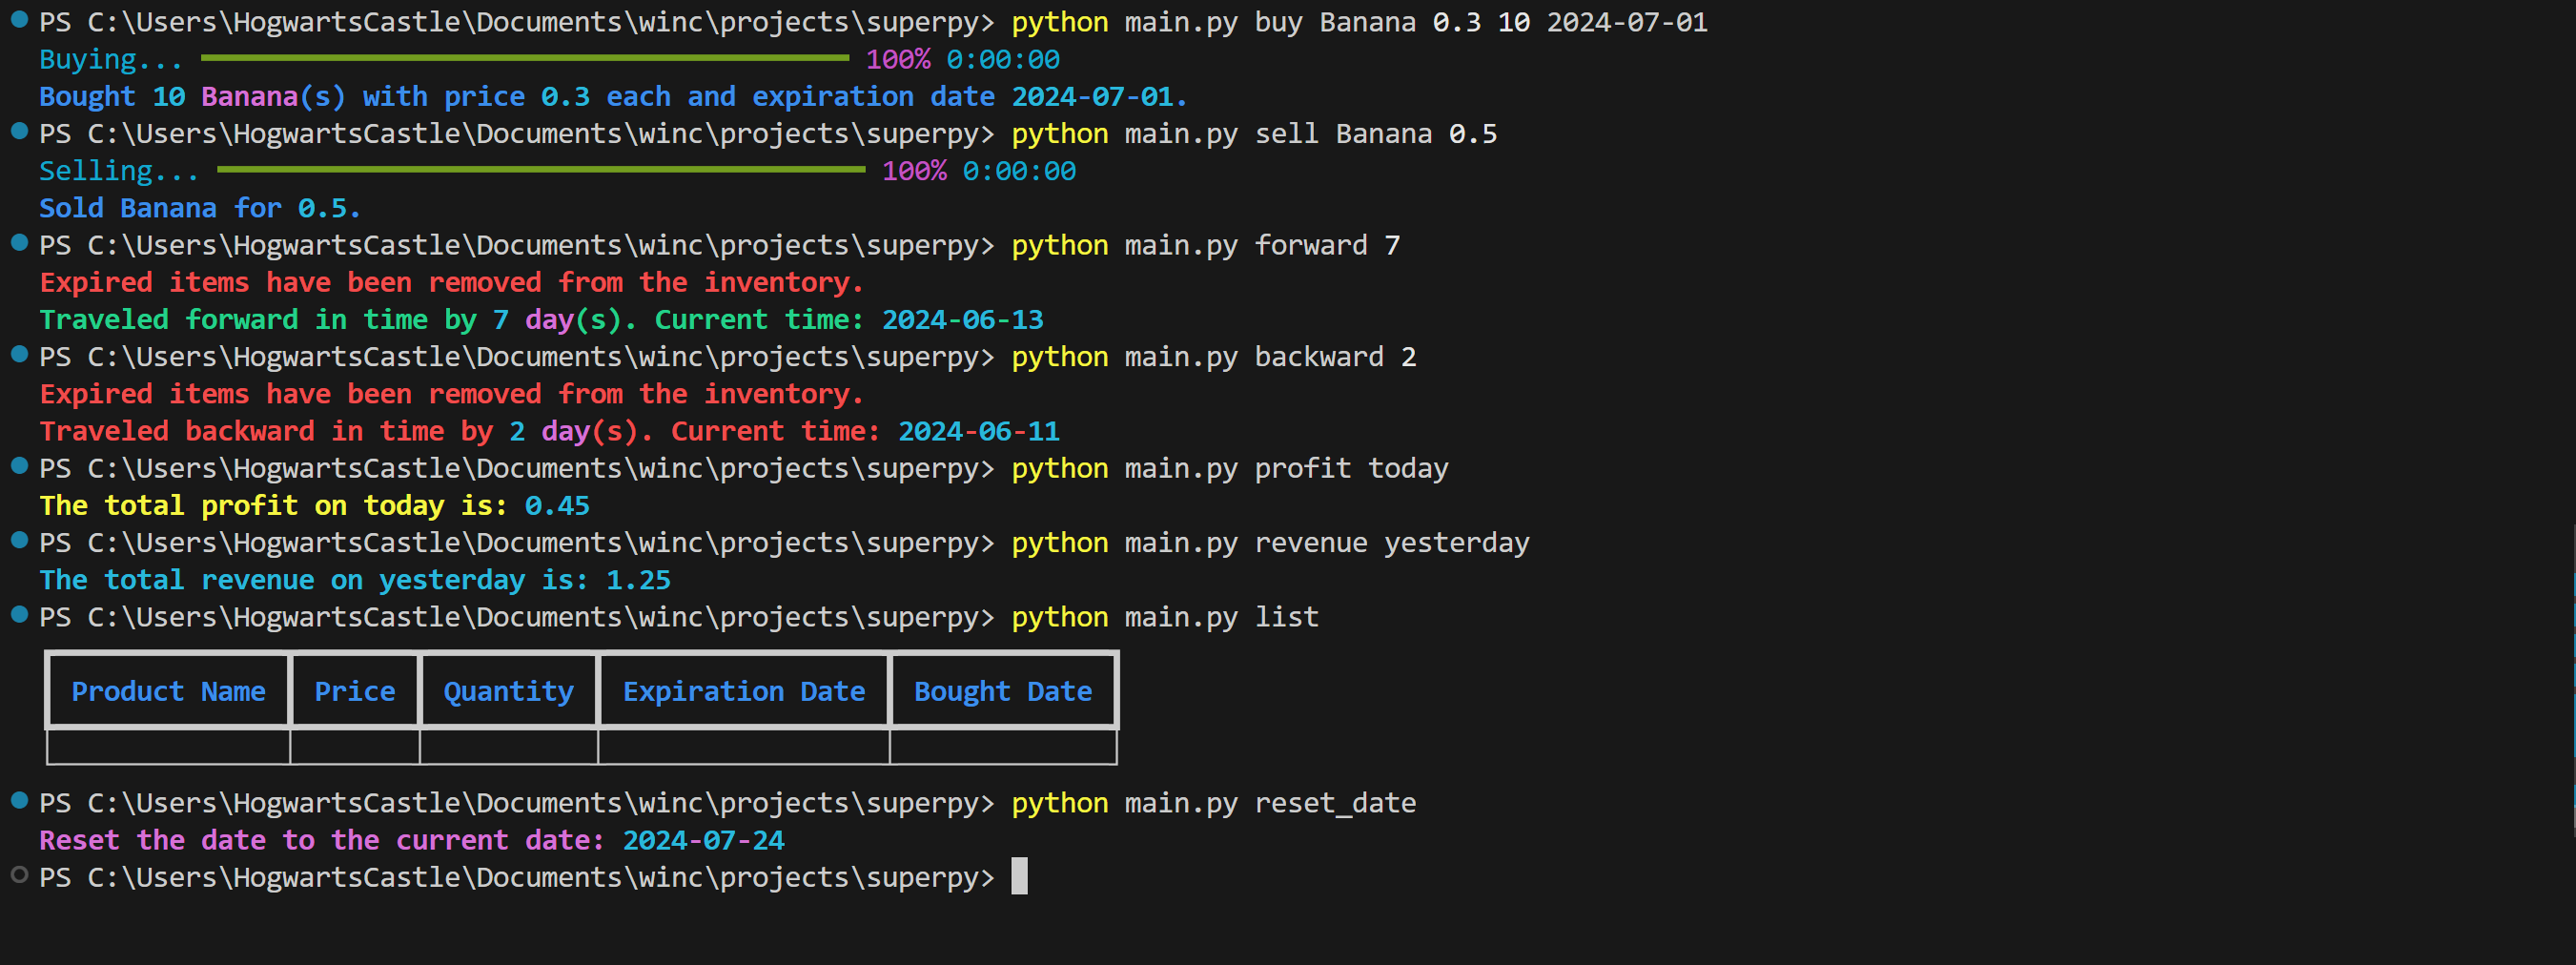 PS C:\Users\HogwartsCastle\Documents\winc\projects\superpy> python main.py buy Banana 0.3 10 2024-07-01
Buying... 100% 0:00:00
Bought 10 Banana(s) with price 0.3 each and expiration date 2024-07-01.
PS C:\Users\HogwartsCastle\Documents\winc\projects\superpy> python main.py sell Banana 0.5
Selling... 100% 0:00:00
Sold Banana for 0.5.
PS C:\Users\HogwartsCastle\Documents\winc\projects\superpy> python main.py forward 7
Expired items have been removed from the inventory.
Traveled forward in time by 7 day(s). Current time: 2024-06-13
PS C:\Users\HogwartsCastle\Documents\winc\projects\superpy> python main.py backward 2
Expired items have been removed from the inventory.
Traveled backward in time by 2 day(s). Current time: 2024-06-11
PS C:\Users\HogwartsCastle\Documents\winc\projects\superpy> python main.py profit today
The total profit on today is: 0.45
PS C:\Users\HogwartsCastle\Documents\winc\projects\superpy> python main.py revenue yesterday
The total revenue on yesterday is: 1.25
PS C:\Users\HogwartsCastle\Documents\winc\projects\superpy> python main.py list
Product Name Price Quantity Expiration Date Bought Date
PS C:\Users\HogwartsCastle\Documents\winc\projects\superpy> python main.py reset_date
Reset the date to the current date: 2024-07-24
PS C:\Users\HogwartsCastle\Documents\winc\projects\superpy>